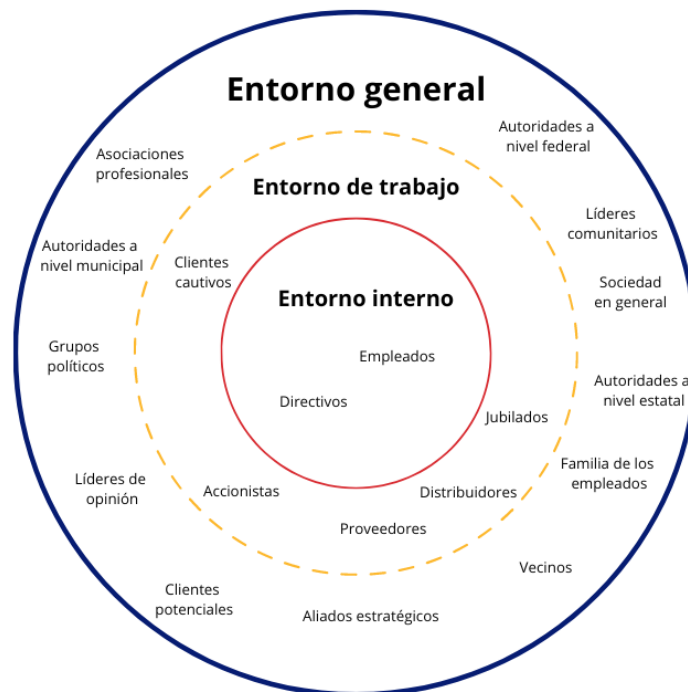 Entorno general
Autoridades a
nivel federal
Asociaciones
profesionales
Entorno de trabajo
Líderes
comunitarios
Autoridades a
nivel municipal
Clientes
cautivos
Sociedad
en general
Entorno interno
Grupos
políticos
Empleados
Autoridades a
nivel estatal
Directivos
Jubilados
Familia de los
empleados
Líderes de
opinión
Accionistas
Distribuidores
Proveedores
Vecinos
Clientes
potenciales
Aliados estratégicos